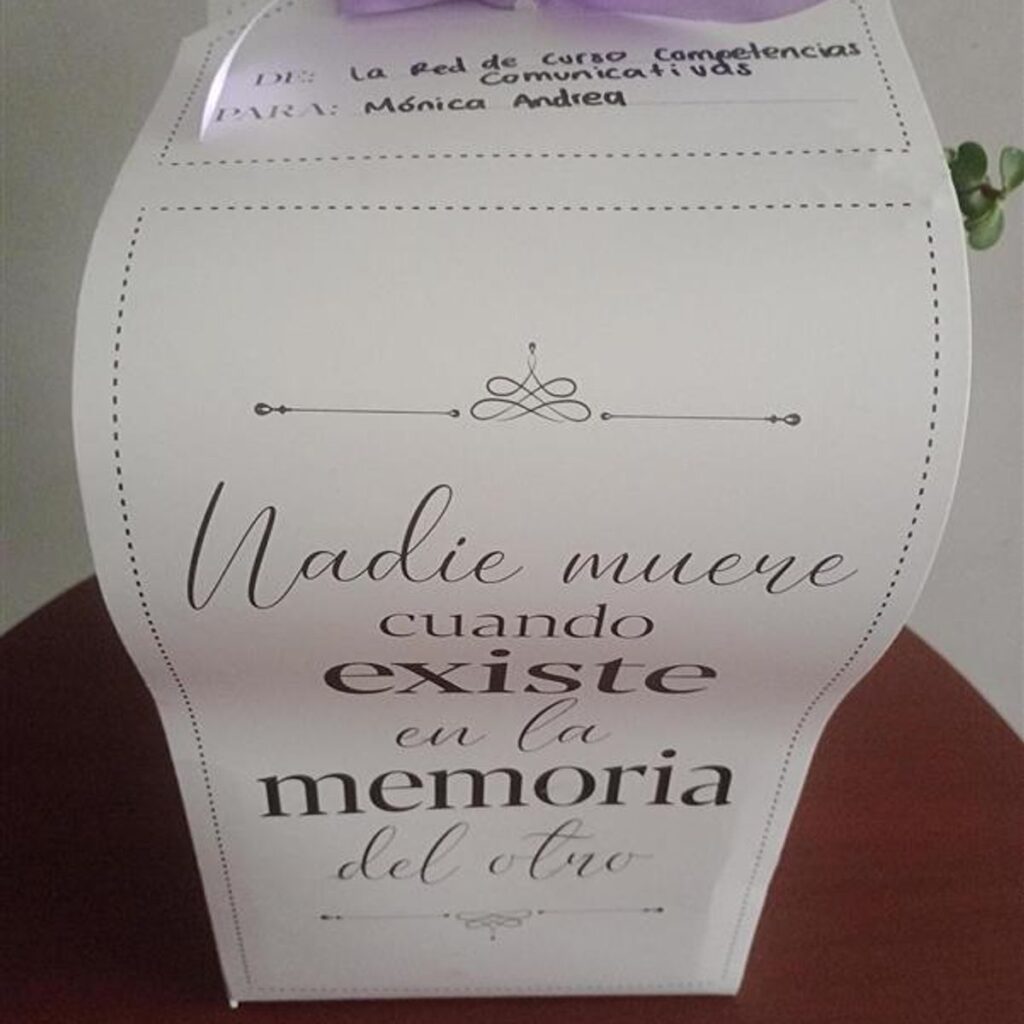 DE: La Red de curso Competencias
Comunicativas
PARA: Mónica Andrea
Nadie muere
cuando
existe
en la
memoria
del otro